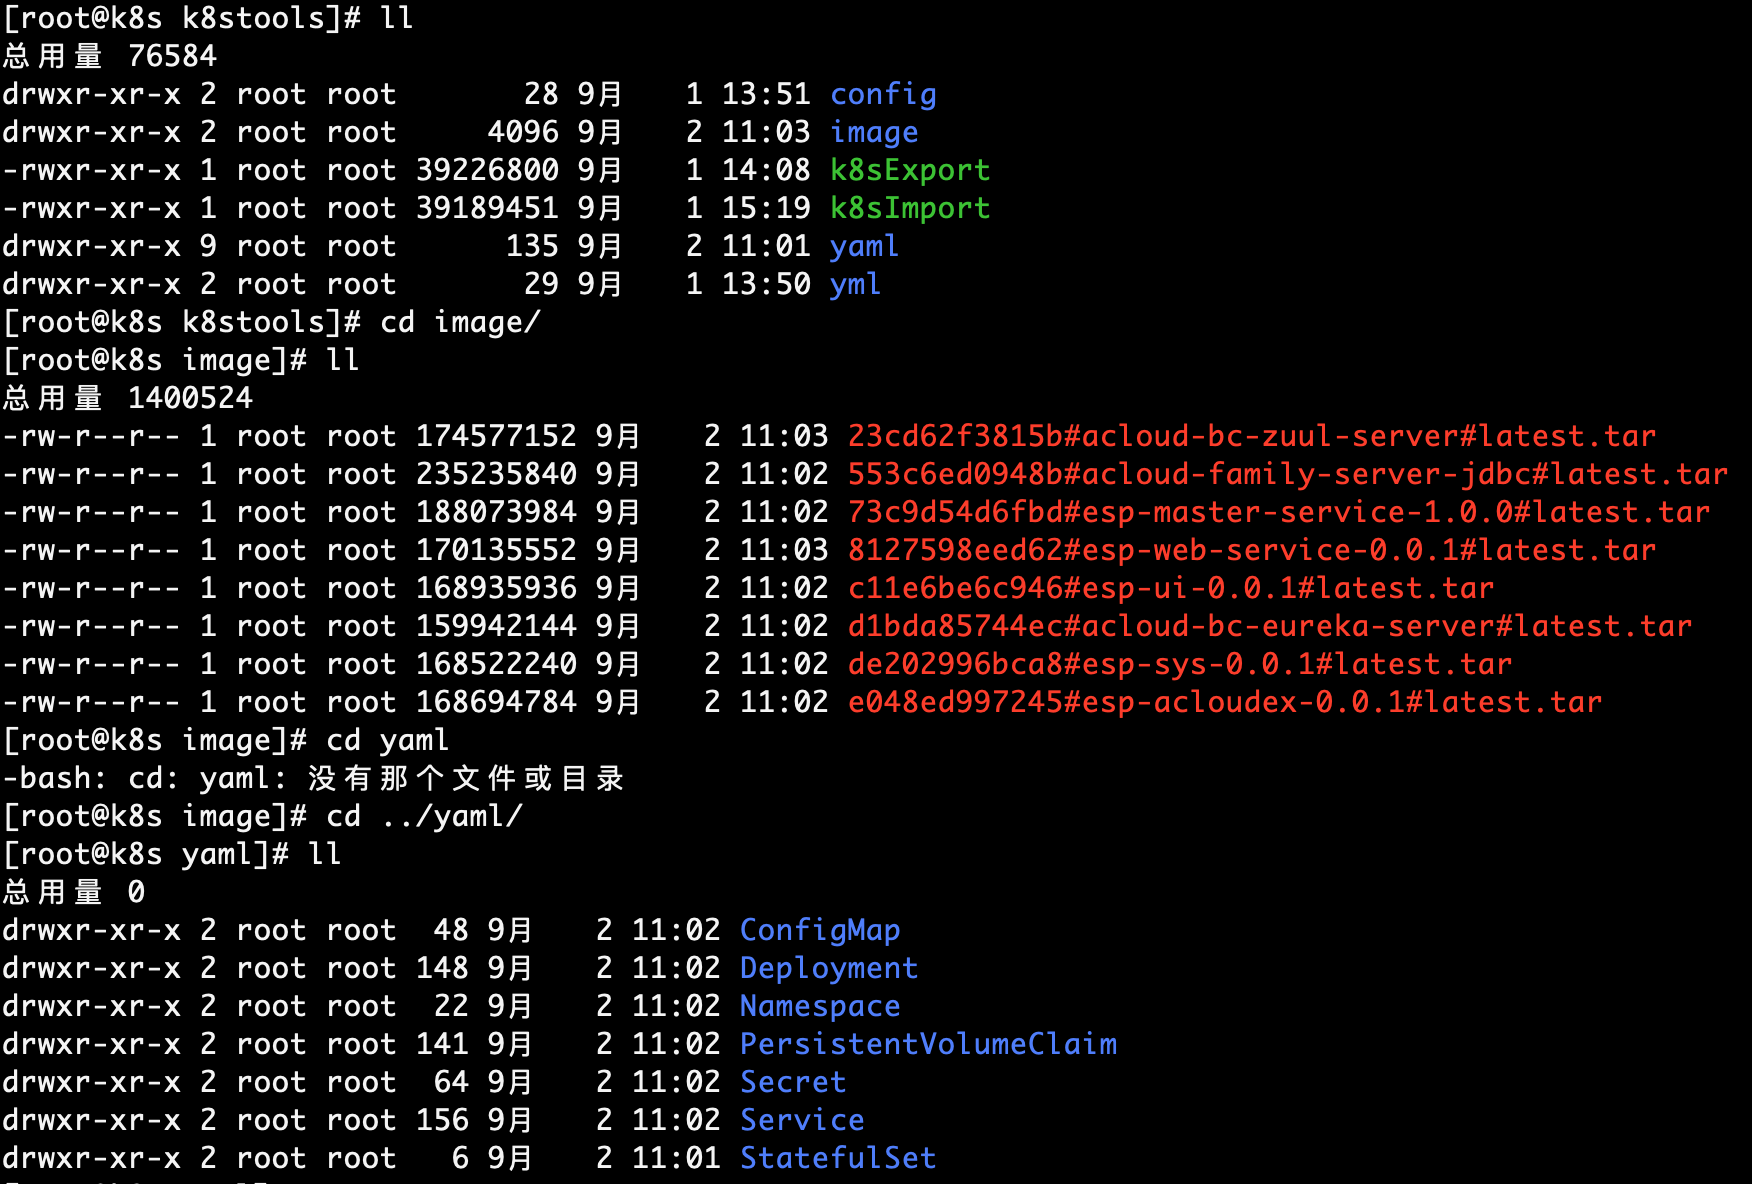 [root@k8s k8stools]# ll
总用量 76584
drwxr-xr-x 2 root root       28 9月   1 13:51 config
drwxr-xr-x 2 root root     4096 9月   2 11:03 image
-rwxr-xr-x 1 root root 39226800 9月   1 14:08 k8sExport
-rwxr-xr-x 1 root root 39189451 9月   1 15:19 k8sImport
drwxr-xr-x 9 root root      135 9月   2 11:01 yaml
drwxr-xr-x 2 root root       29 9月   1 13:50 yml
[root@k8s k8stools]# cd image/
[root@k8s image]# ll
总用量 1400524
-rw-r--r-- 1 root root 174577152 9月   2 11:03 23cd62f3815b#acloud-bc-zuul-server#latest.tar
-rw-r--r-- 1 root root 235235840 9月   2 11:02 553c6ed0948b#acloud-family-server-jdbc#latest.tar
-rw-r--r-- 1 root root 188073984 9月   2 11:02 73c9d54d6fbd#esp-master-service-1.0.0#latest.tar
-rw-r--r-- 1 root root 170135552 9月   2 11:03 8127598eed62#esp-web-service-0.0.1#latest.tar
-rw-r--r-- 1 root root 168935936 9月   2 11:02 c11e6be6c946#esp-ui-0.0.1#latest.tar
-rw-r--r-- 1 root root 159942144 9月   2 11:02 d1bda85744ec#acloud-bc-eureka-server#latest.tar
-rw-r--r-- 1 root root 168522240 9月   2 11:02 de202996bca8#esp-sys-0.0.1#latest.tar
-rw-r--r-- 1 root root 168694784 9月   2 11:02 e048ed997245#esp-acloudex-0.0.1#latest.tar
[root@k8s image]# cd yaml
-bash: cd: yaml: 没有那个文件或目录
[root@k8s image]# cd ../yaml/
[root@k8s yaml]# ll
总用量 0
drwxr-xr-x 2 root root  48 9月   2 11:02 ConfigMap
drwxr-xr-x 2 root root 148 9月   2 11:02 Deployment
drwxr-xr-x 2 root root  22 9月   2 11:02 Namespace
drwxr-xr-x 2 root root 141 9月   2 11:02 PersistentVolumeClaim
drwxr-xr-x 2 root root  64 9月   2 11:02 Secret
drwxr-xr-x 2 root root 156 9月   2 11:02 Service
drwxr-xr-x 2 root root   6 9月   2 11:01 StatefulSet